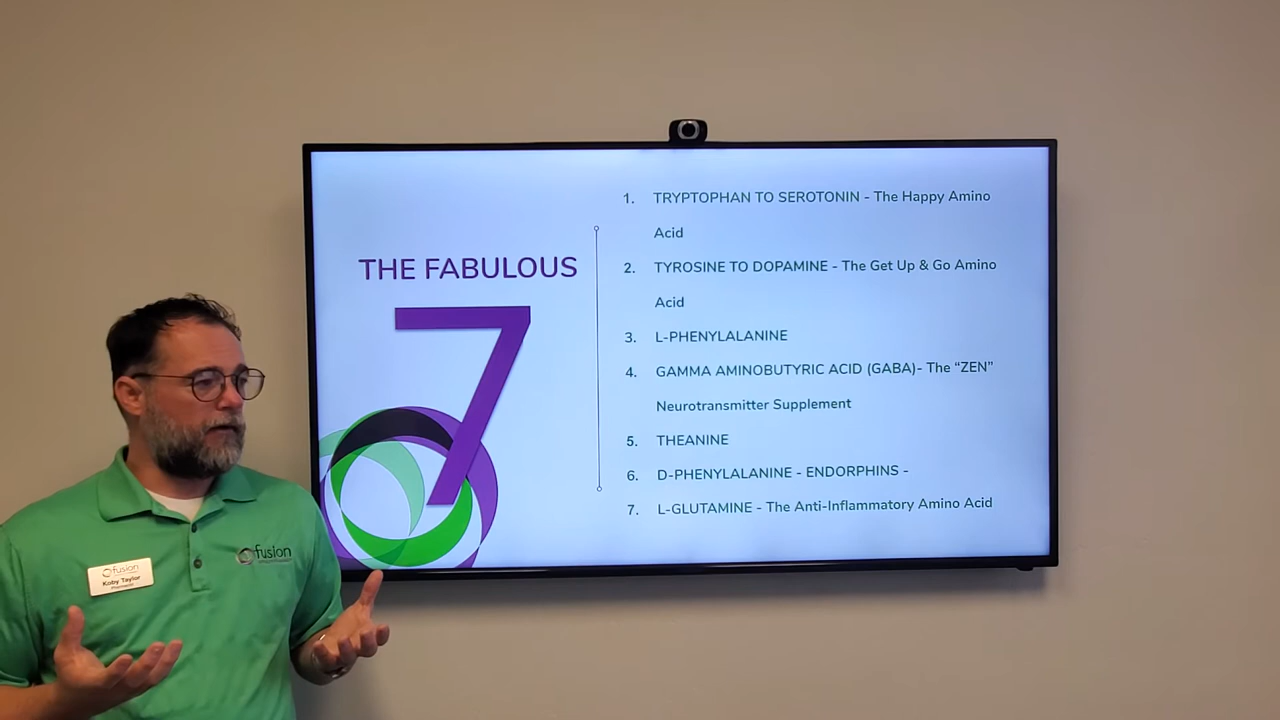 THE FABULOUS
7
1. TRYPTOPHAN TO SEROTONIN - The Happy Amino
Acid
2. TYROSINE TO DOPAMINE - The Get Up & Go Amino
Acid
3. L-PHENYLALANINE
4. GAMMA AMINOBUTYRIC ACID (GABA)- The “ZEN”
Neurotransmitter Supplement
5. THEANINE
6. D-PHENYLALANINE - ENDORPHINS -
7. L-GLUTAMINE - The Anti-Inflammatory Amino Acid
fusion
fusion
Koby Taylor
Pharmacist